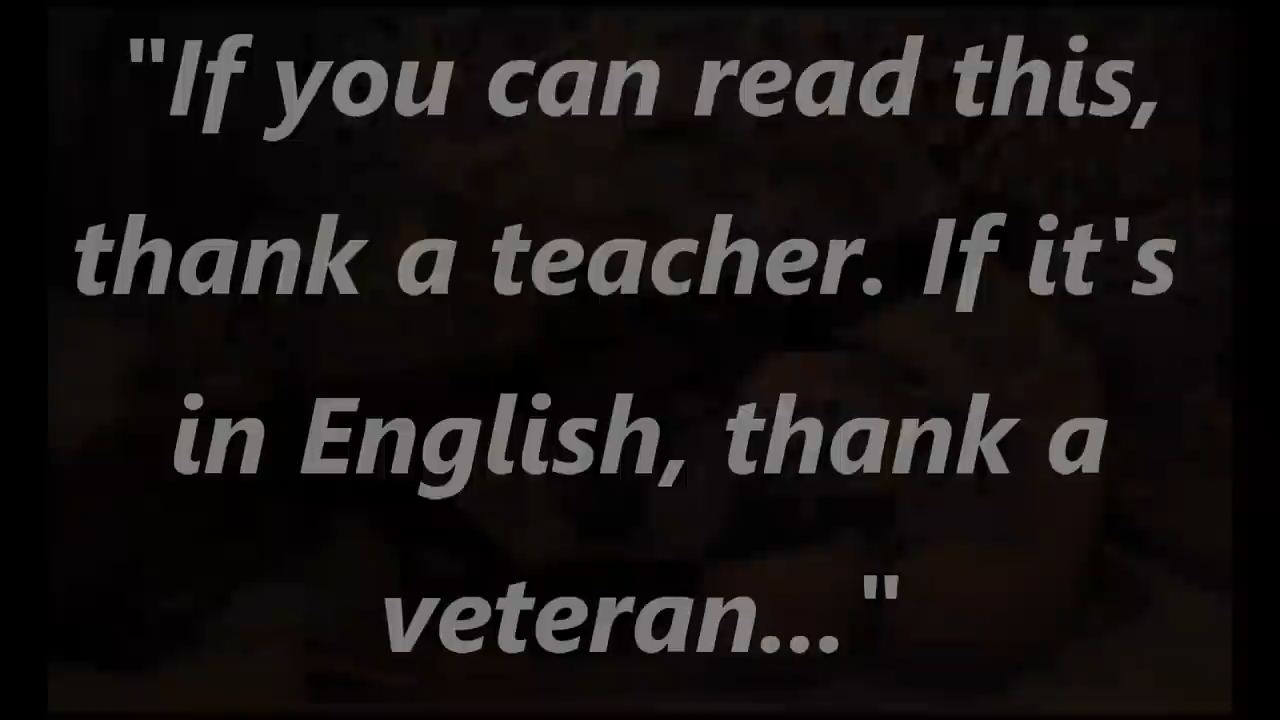 "If you can read this,
thank a teacher. If it's
in English, thank a
veteran... "